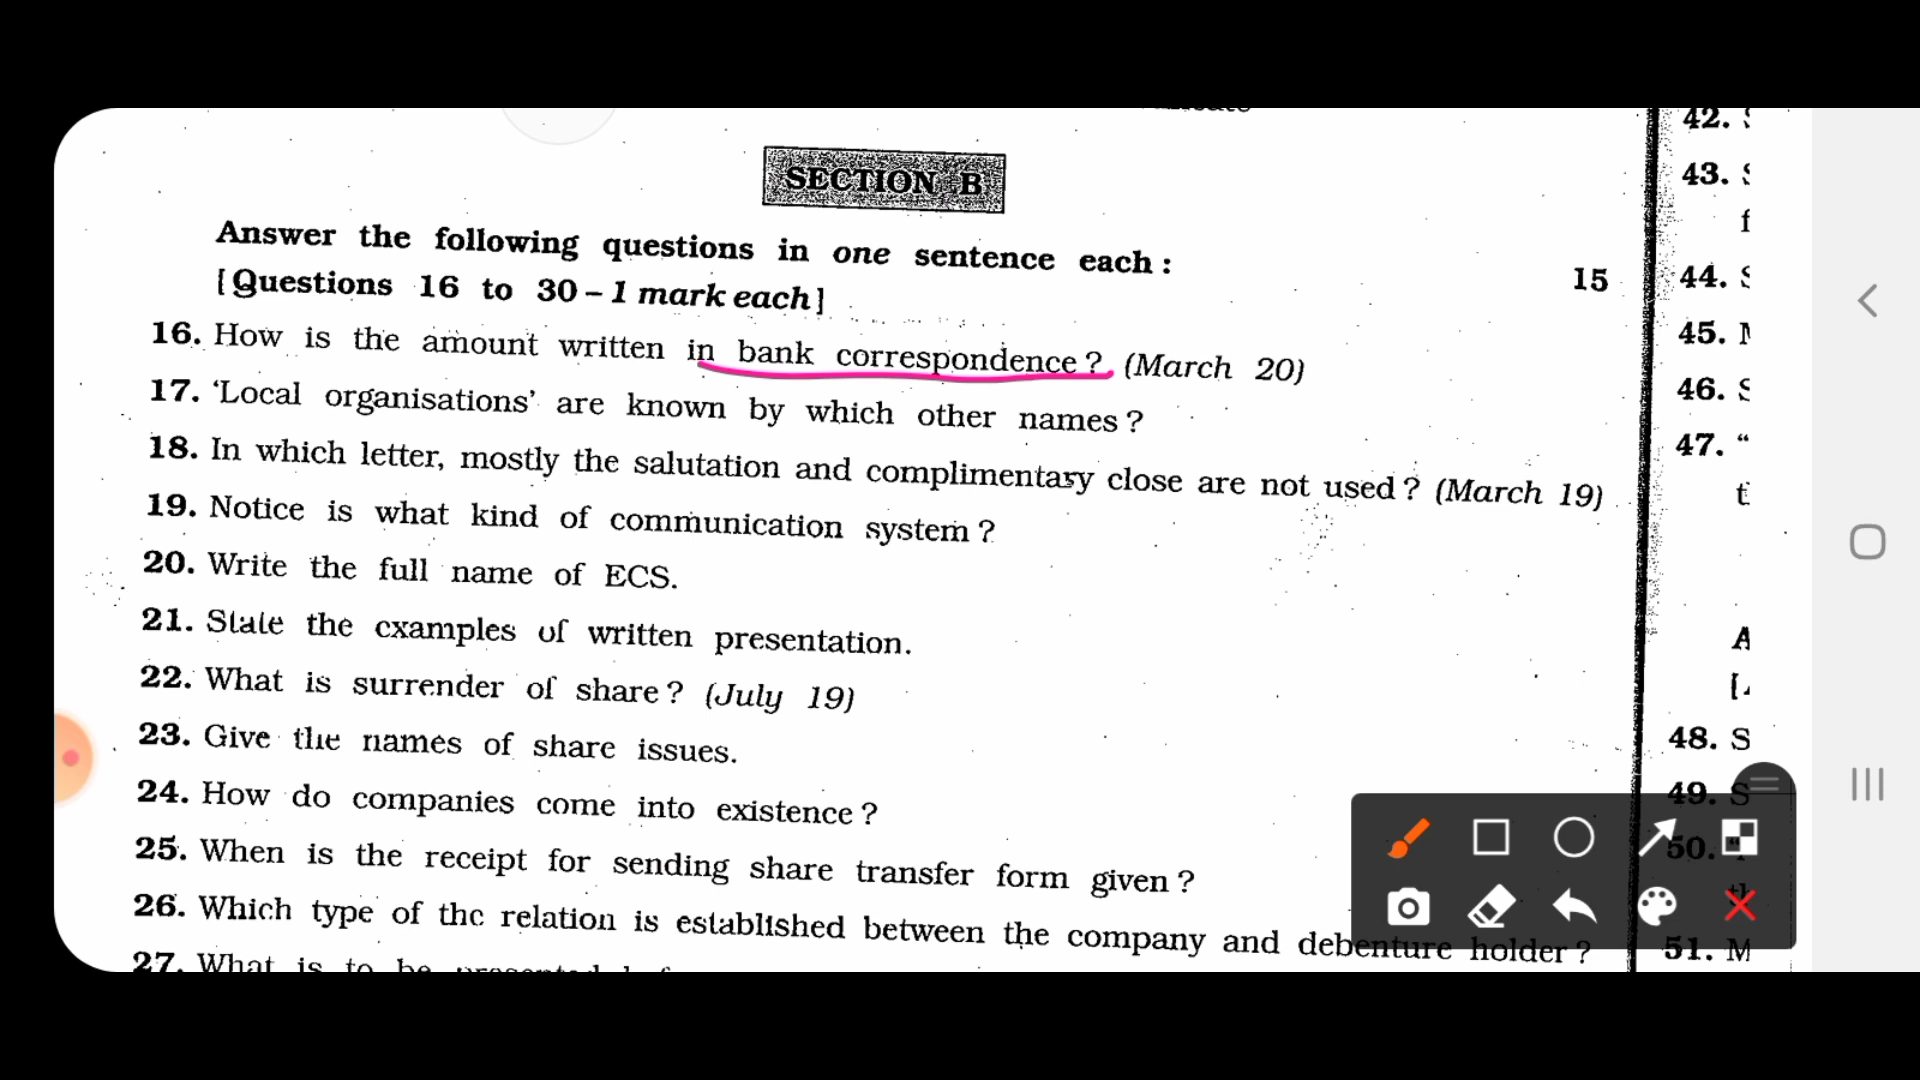 SECTION B
Answer the following questions in one sentence each :
[Questions 16 to 30 – 1 mark each] 15
16. How is the amount written in bank correspondence ? (March 20)
17. ‘Local organisations’ are known by which other names ?
18. In which letter, mostly the salutation and complimentary close are not used ? (March 19)
19. Notice is what kind of communication system ?
20. Write the full name of ECS.
21. State the examples of written presentation.
22. What is surrender of share ? (July 19)
23. Give the names of share issues.
24. How do companies come into existence ?
25. When is the receipt for sending share transfer form given ?
26. Which type of the relation is established between the company and debenture holder ?
27. What is to be
42.
43.
f
44.
45.
46.
47. “
48. S
49. S
50.
51. M